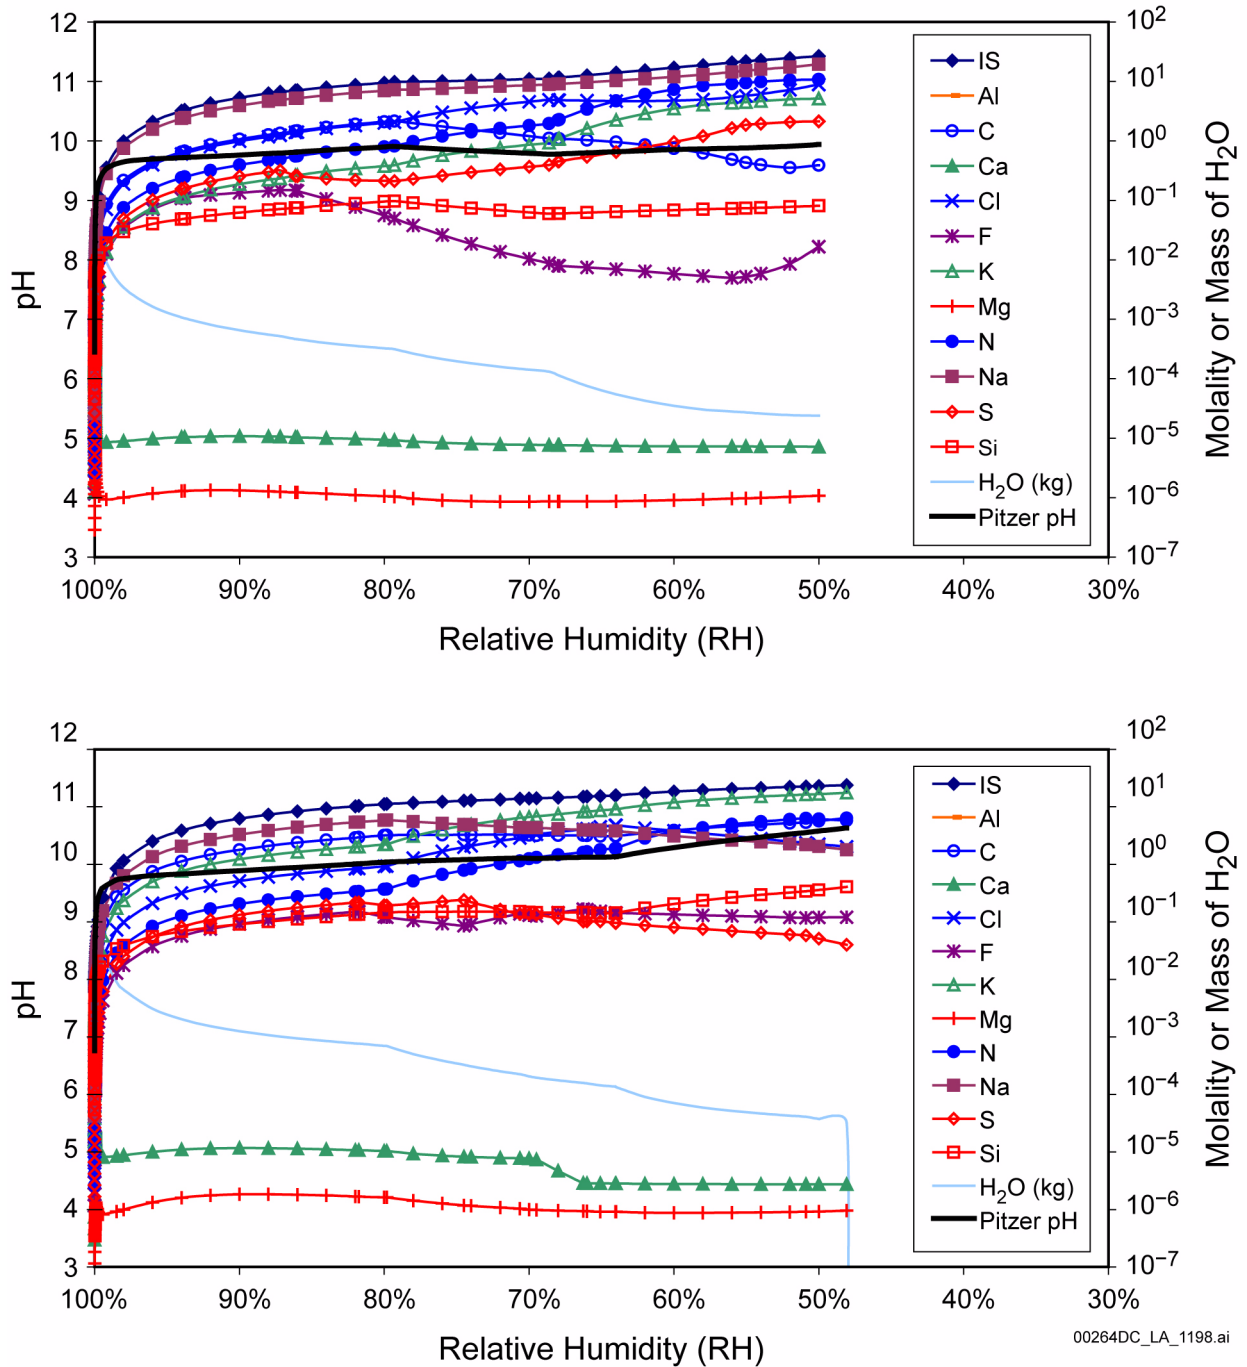 12
11
10
9
8
7
6
5
4
3
pH
100%
90%
80%
70%
60%
50%
40%
30%
Relative Humidity (RH)
10²
10¹
10⁰
10⁻¹
10⁻²
10⁻³
10⁻⁴
10⁻⁵
10⁻⁶
10⁻⁷
Molality or Mass of H₂O
IS
Al
C
Ca
Cl
F
K
Mg
N
Na
S
Si
H₂O (kg)
Pitzer pH
12
11
10
9
8
7
6
5
4
3
pH
100%
90%
80%
70%
60%
50%
40%
30%
Relative Humidity (RH)
10²
10¹
10⁰
10⁻¹
10⁻²
10⁻³
10⁻⁴
10⁻⁵
10⁻⁶
10⁻⁷
Molality or Mass of H₂O
IS
Al
C
Ca
Cl
F
K
Mg
N
Na
S
Si
H₂O (kg)
Pitzer pH
00264DC_LA_1198.ai